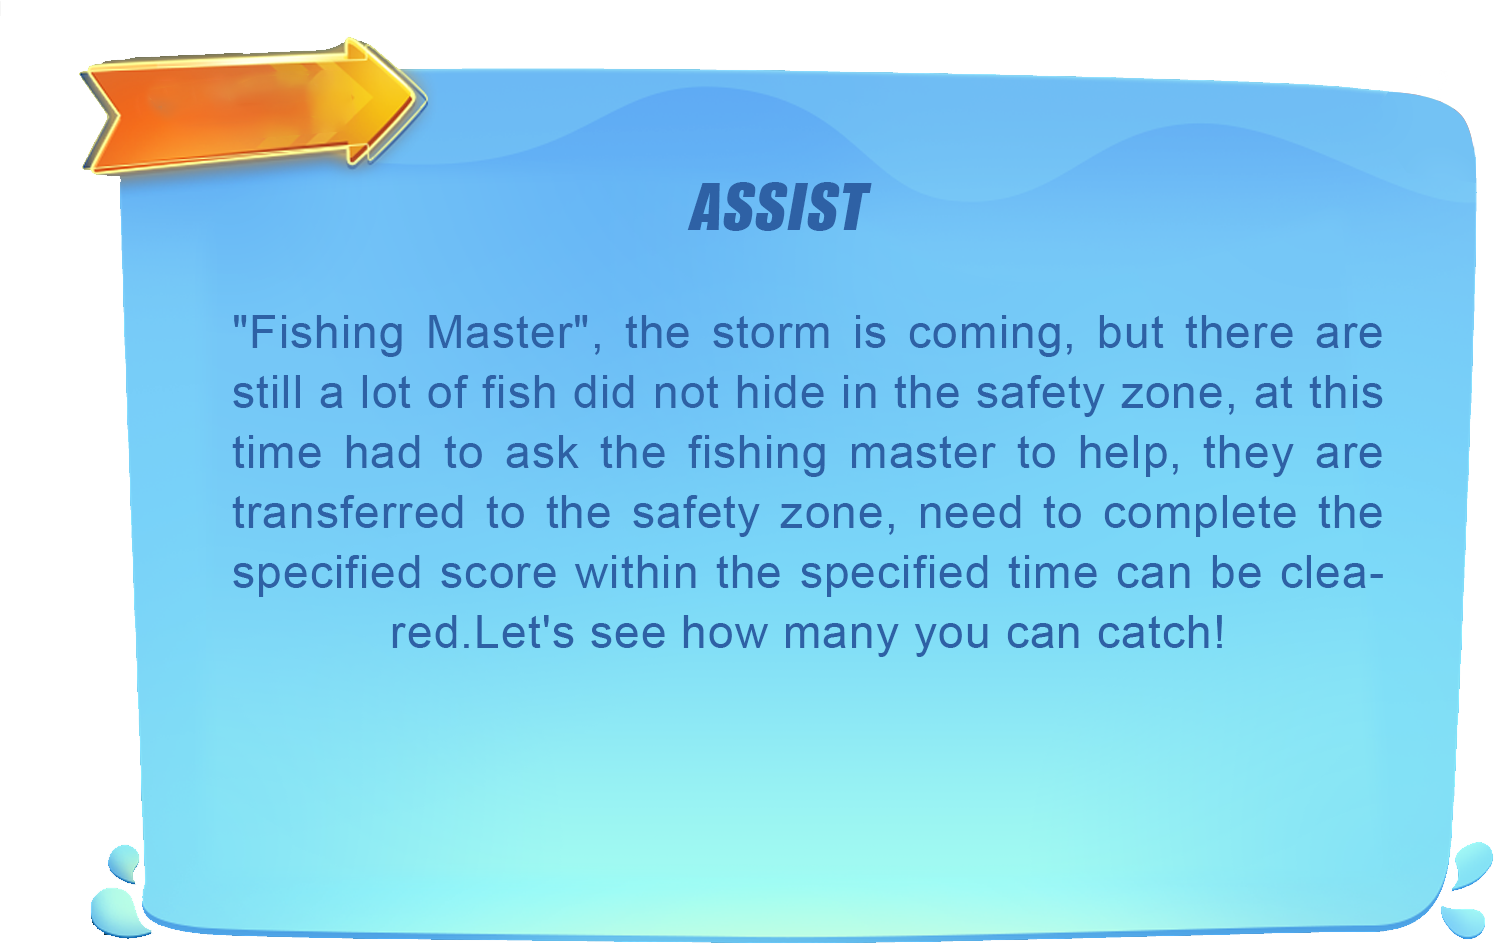 ASSIST
"Fishing Master", the storm is coming, but there are
still a lot of fish did not hide in the safety zone, at this
time had to ask the fishing master to help, they are
transferred to the safety zone, need to complete the
specified score within the specified time can be clea-
red.Let's see how many you can catch!